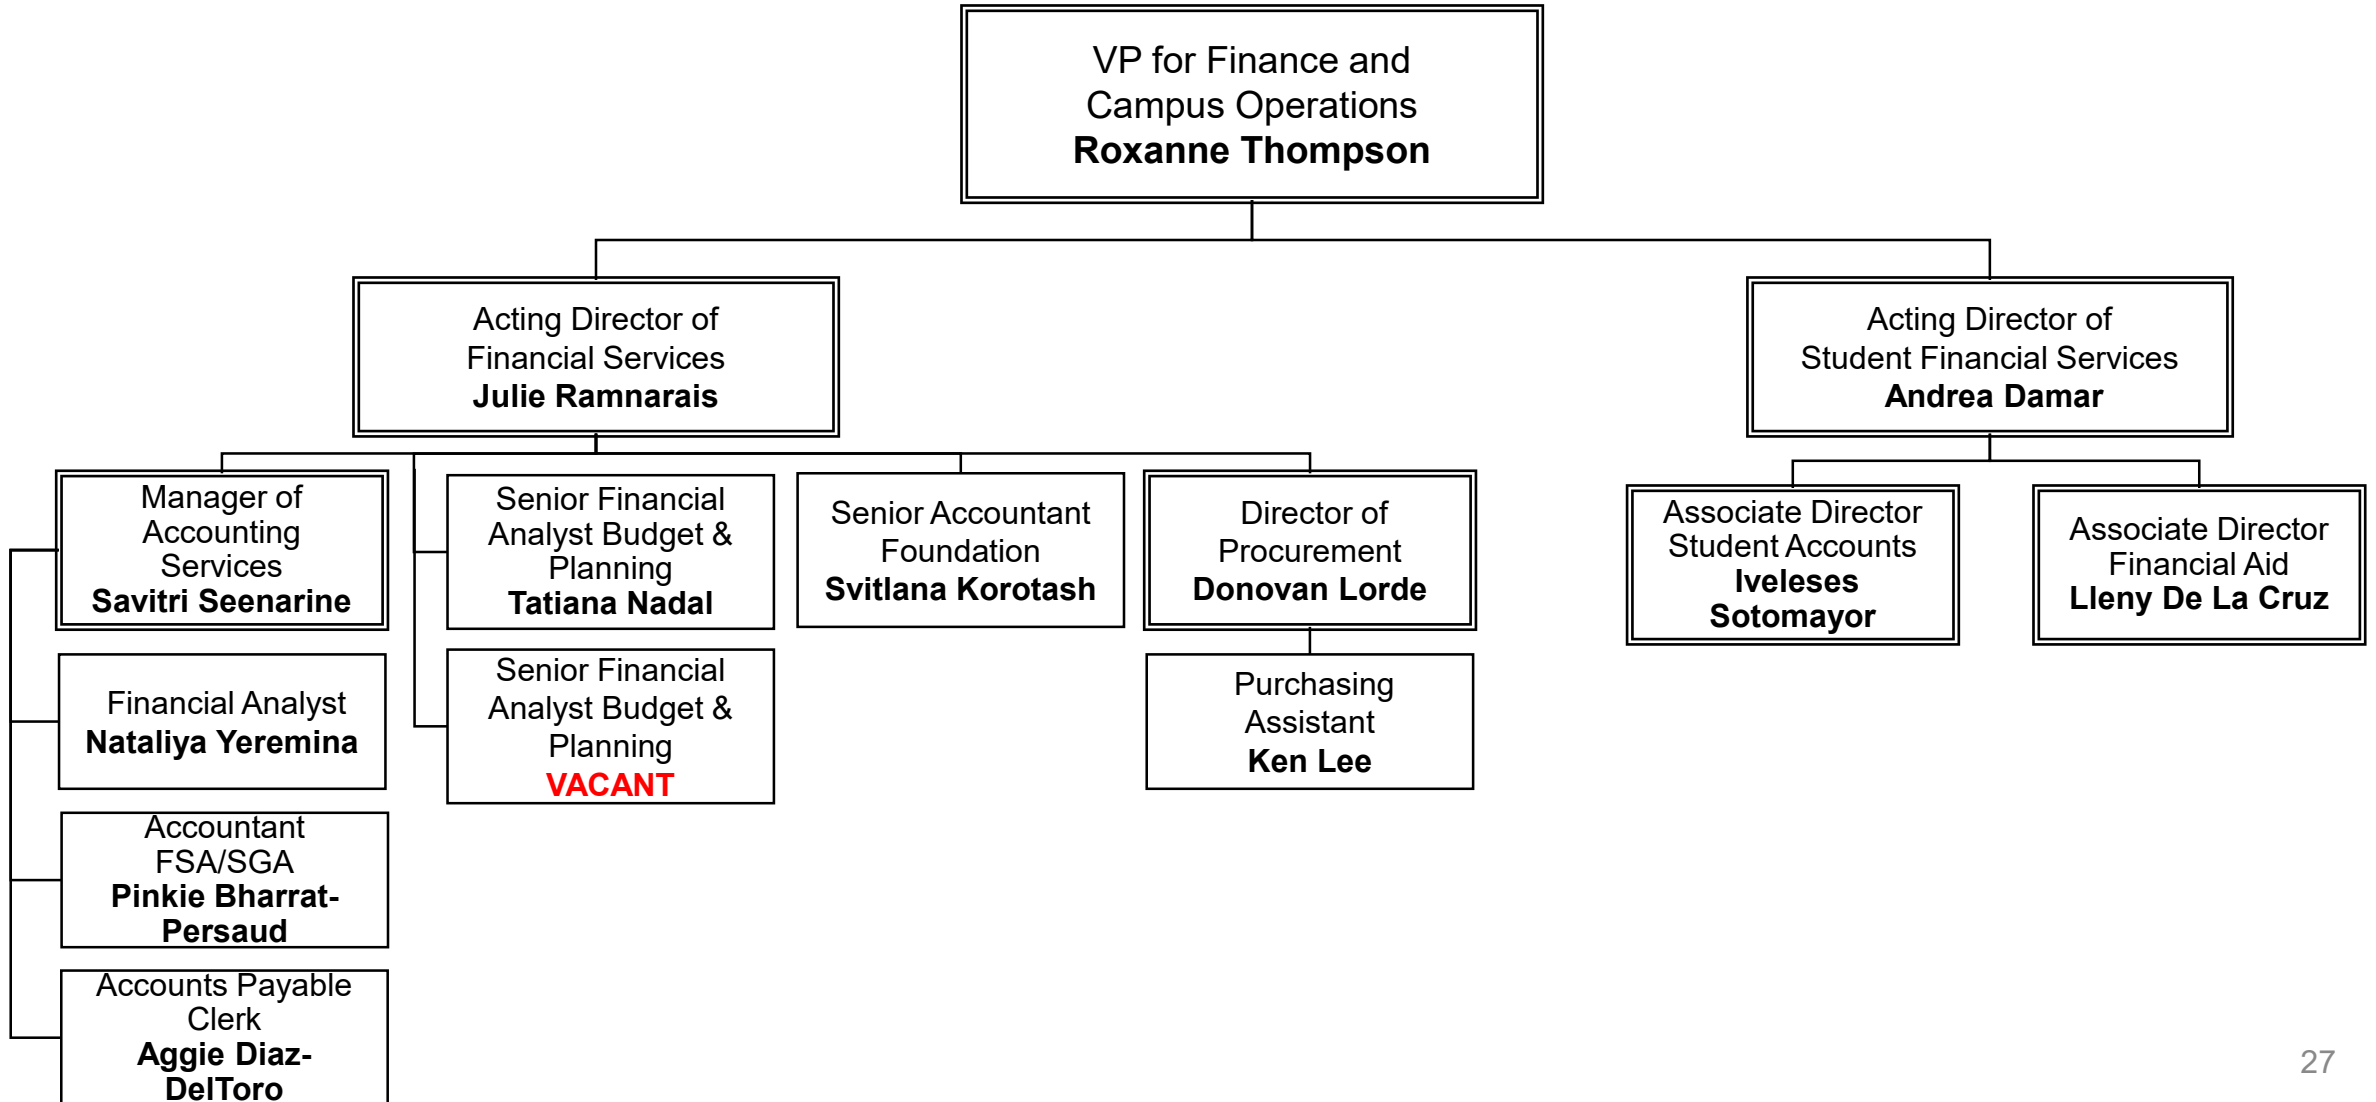 VP for Finance and
Campus Operations
Roxanne Thompson
Acting Director of
Financial Services
Julie Ramnarais
Acting Director of
Student Financial Services
Andrea Damar
Manager of
Accounting
Services
Savitri Seenarine
Senior Financial
Analyst Budget &
Planning
Tatiana Nadal
Senior Accountant
Foundation
Svitlana Korotash
Director of
Procurement
Donovan Lorde
Associate Director
Student Accounts
Iveleses
Sotomayor
Associate Director
Financial Aid
Lleny De La Cruz
Financial Analyst
Nataliya Yeremina
Senior Financial
Analyst Budget &
Planning
VACANT
Purchasing
Assistant
Ken Lee
Accountant
FSA/SGA
Pinkie Bharrat-
Persaud
Accounts Payable
Clerk
Aggie Diaz-
DelToro
27